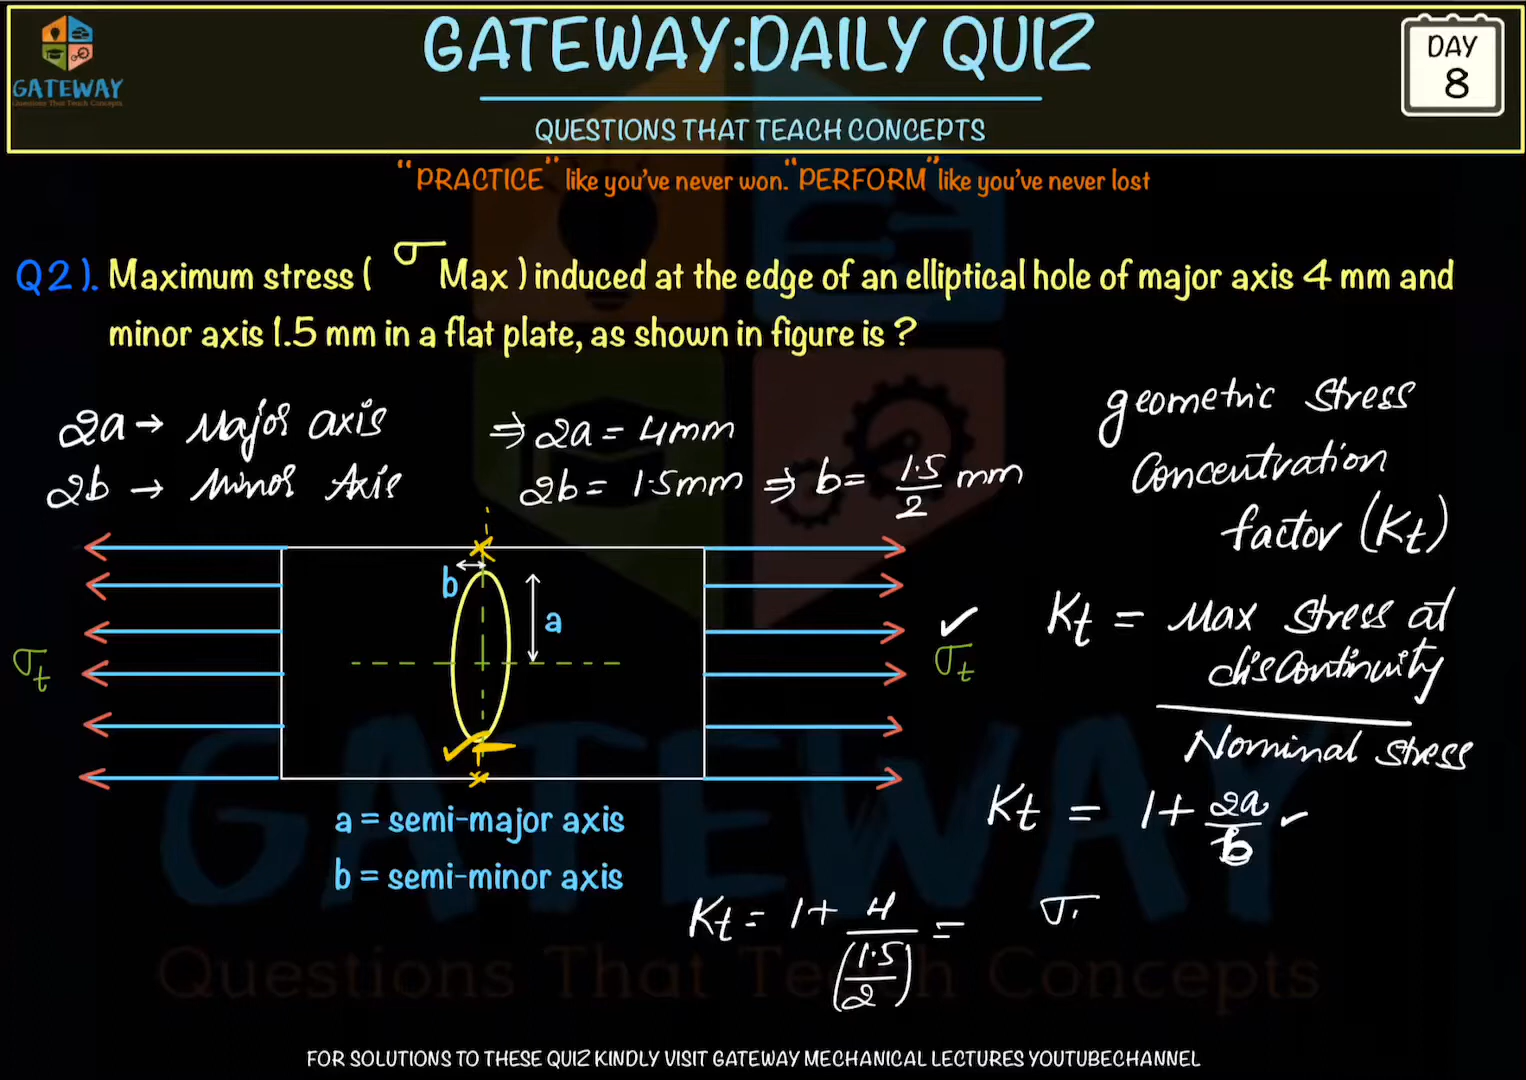 GATEWAY:DAILY QUIZ
DAY
8
GATEWAY
Questions That Teach Concepts
QUESTIONS THAT TEACH CONCEPTS
"PRACTICE" like you've never won. "PERFORM" like you've never lost
Q2). Maximum stress ( σ Max ) induced at the edge of an elliptical hole of major axis 4 mm and
minor axis 1.5 mm in a flat plate, as shown in figure is ?
2a → Major axis ⇒ 2a = 4mm
2b → Minor Axis 2b = 1.5mm ⇒ b = 1.5/2 mm
geometric stress
Concentration
factor (Kt)
b
a
σt
σt
Kt = Max stress at
discontinuity
Nominal stress
a = semi-major axis
b = semi-minor axis
Kt = 1 + 2a/b
Kt = 1 + 4/(1.5/2) = σ
GATEWAY
Questions That Teach Concepts
FOR SOLUTIONS TO THESE QUIZ KINDLY VISIT GATEWAY MECHANICAL LECTURES YOUTUBECHANNEL